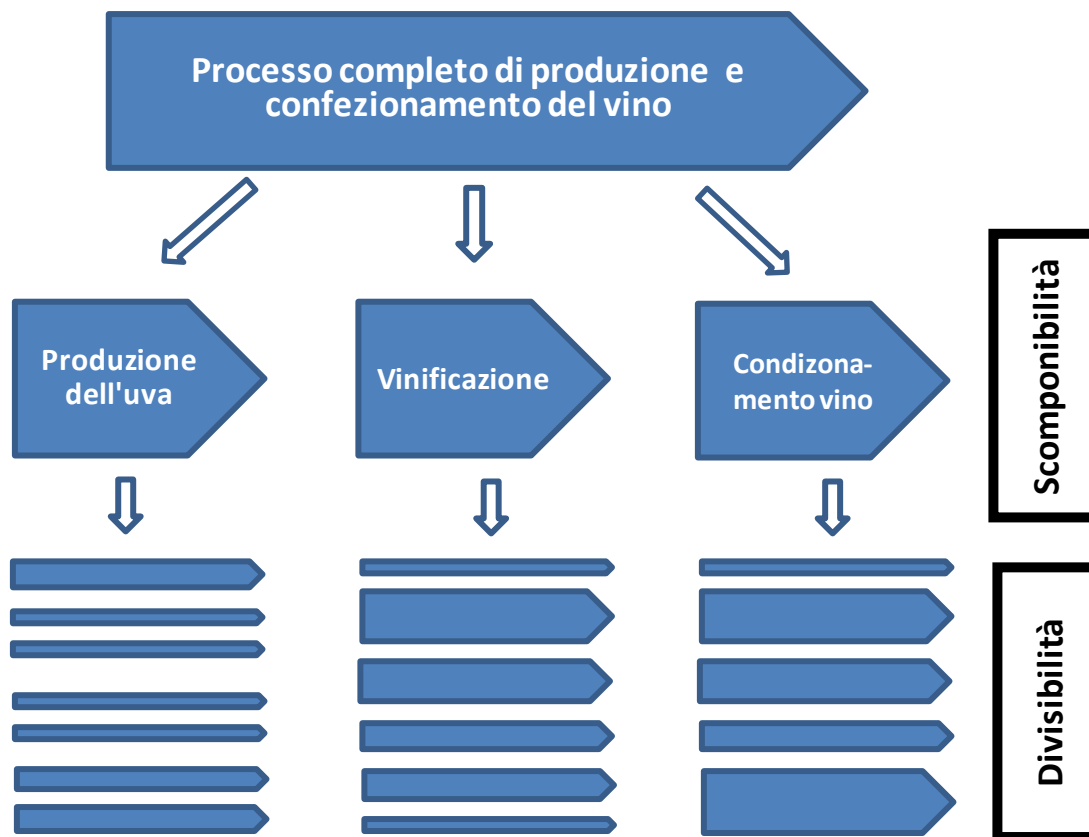 Processo completo di produzione e
confezionamento del vino
Produzione
dell'uva
Vinificazione
Condizona-
mento vino
Scomponibilità
Divisibilità